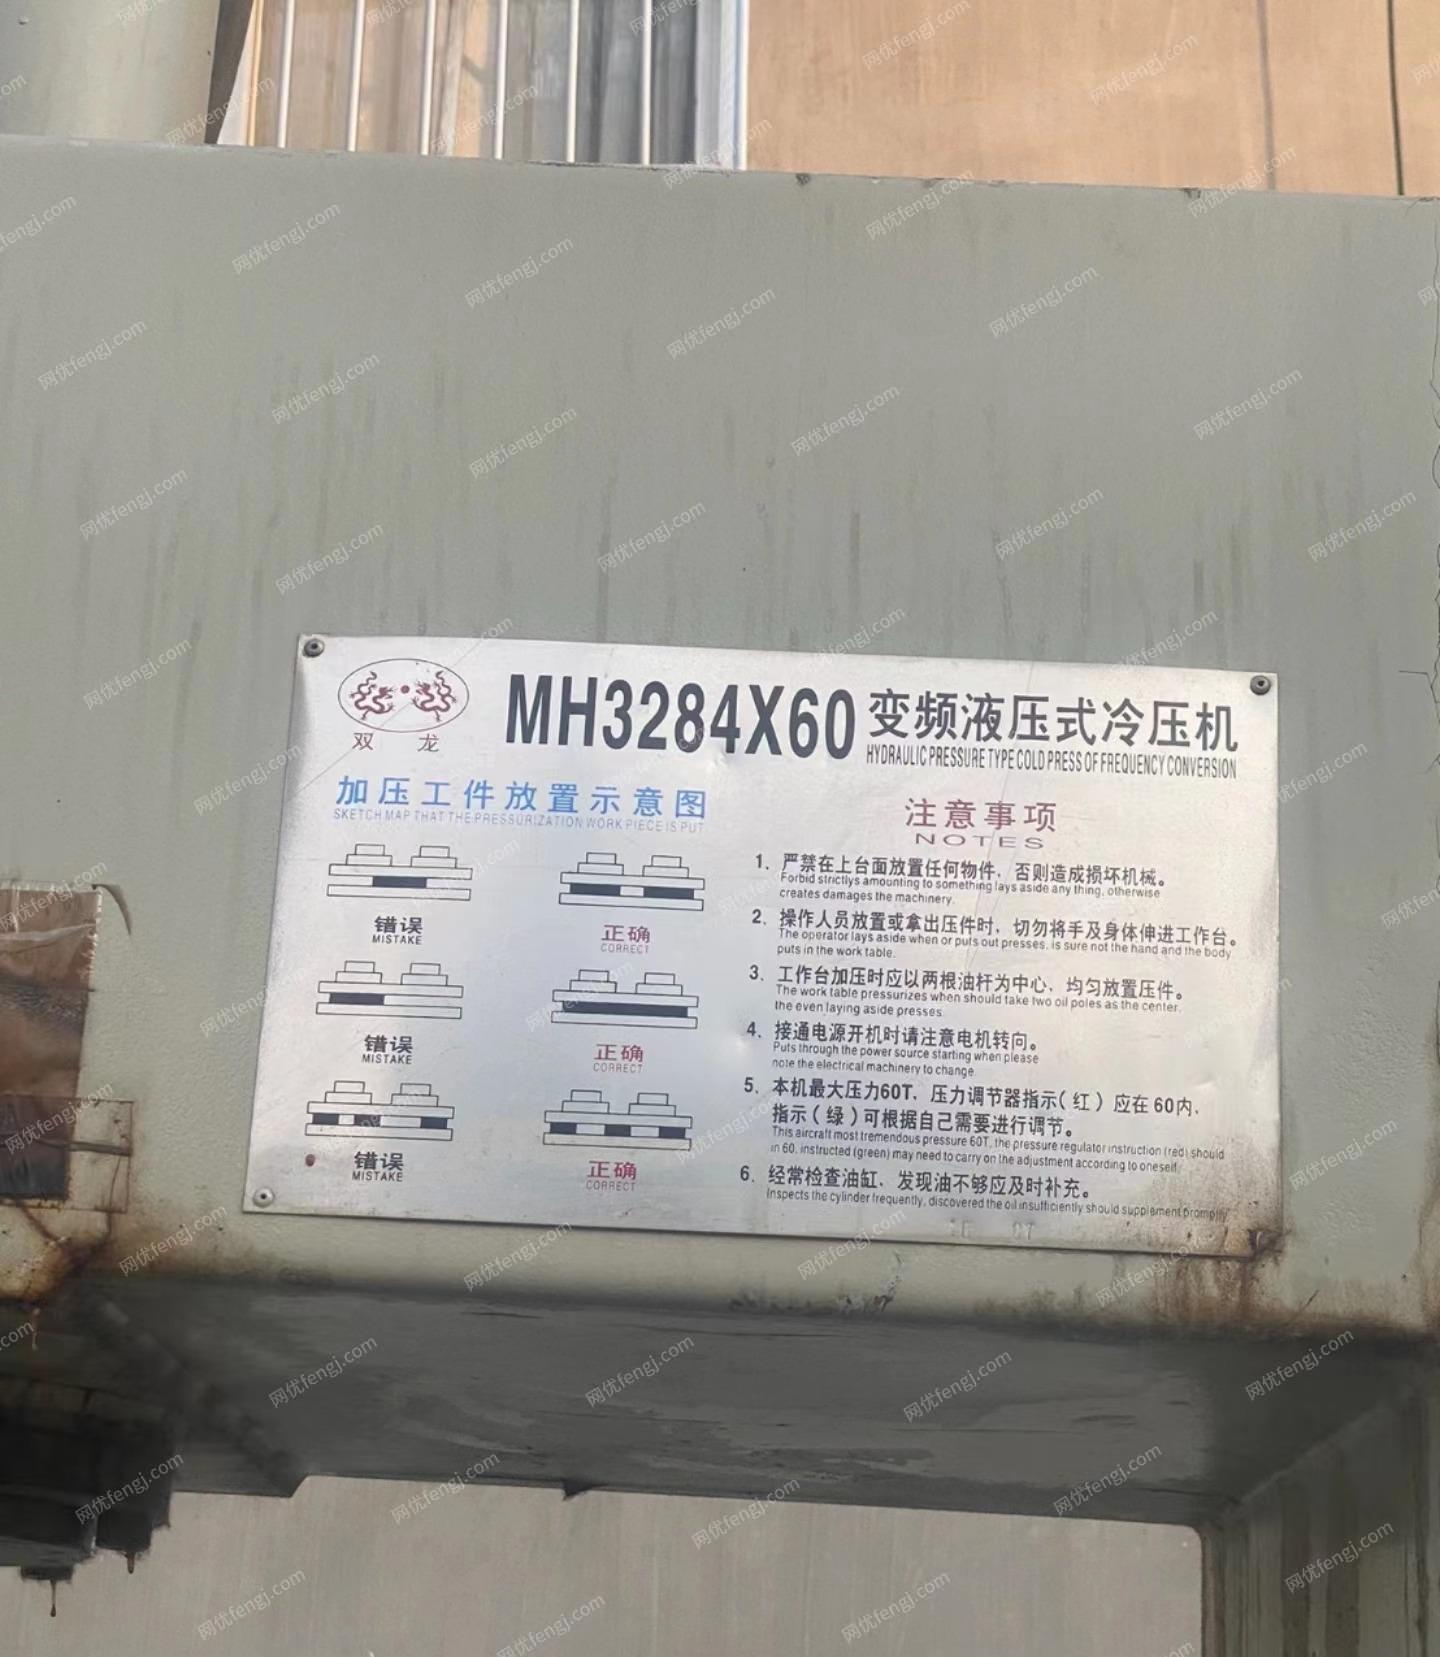 双 龙
MH3284X60 变频液压式冷压机
HYDRAULIC PRESSURE TYPE COLD PRESS OF FREQUENCY CONVERSION
加压工件放置示意图
SKETCH MAP THAT THE PRESSURIZATION WORK PIECE IS PUT
错误
MISTAKE
正确
CORRECT
错误
MISTAKE
正确
CORRECT
错误
MISTAKE
正确
CORRECT
注意事项
NOTES
1、严禁在上台面放置任何物件，否则造成损坏机械。
Forbid strictlys amounting to something lays aside any thing, otherwise
creates damages the machinery.
2、操作人员放置或拿出压件时，切勿将手及身体伸进工作台。
The operator lays aside when or puts out presses, is sure not the hand and the body
puts in the work table.
3、工作台加压时应以两根油杆为中心，均匀放置压件。
The work table pressurizes when should take two oil poles as the center,
the even laying aside presses.
4、接通电源开机时请注意电机转向。
Puts through the power source starting when please
note the electrical machinery to change.
5、本机最大压力60T、压力调节器指示（红）应在60内，
指示（绿）可根据自己需要进行调节。
This aircraft most tremendous pressure 60T, the pressure regulator instruction (red) should
in 60, instructed (green) may need to carry on the adjustment according to oneself.
6、经常检查油缸、发现油不够应及时补充。
Inspects the cylinder frequently, discovered the oil insufficiently should supplement promptly.
网优fengj.com